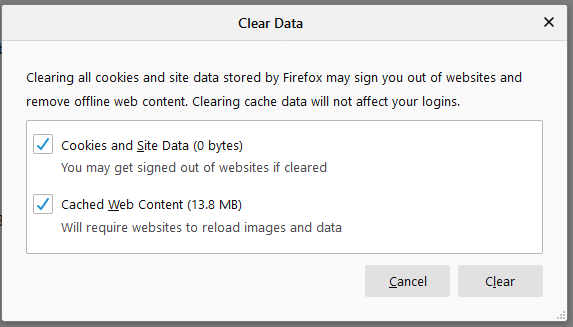 Clear Data
Clearing all cookies and site data stored by Firefox may sign you out of websites and
remove offline web content. Clearing cache data will not affect your logins.
Cookies and Site Data (0 bytes)
You may get signed out of websites if cleared
Cached Web Content (13.8 MB)
Will require websites to reload images and data
Cancel
Clear